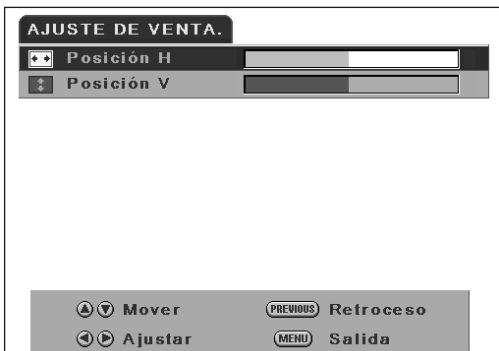 AJUSTE DE VENTA.
Posición H
Posición V
Mover PREVIOUS Retroceso
Ajustar MENU Salida